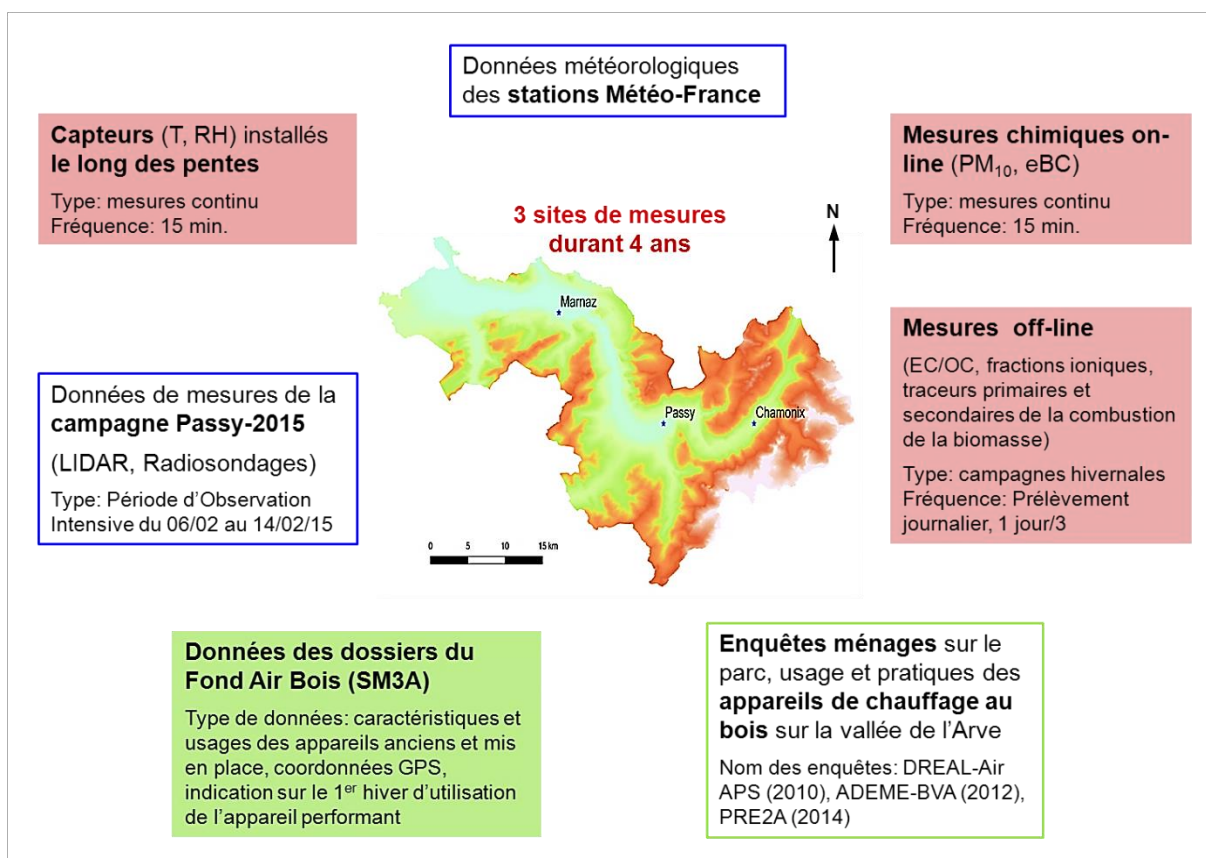 Données météorologiques
des stations Météo-France
Capteurs (T, RH) installés
le long des pentes
Type: mesures continu
Fréquence: 15 min.
Mesures chimiques on-
line (PM₁₀, eBC)
Type: mesures continu
Fréquence: 15 min.
3 sites de mesures
durant 4 ans
N
Marnaz
Passy
Chamonix
0 5 10 15 km
Données de mesures de la
campagne Passy-2015
(LIDAR, Radiosondages)
Type: Période d’Observation
Intensive du 06/02 au 14/02/15
Mesures off-line
(EC/OC, fractions ioniques,
traceurs primaires et
secondaires de la combustion
de la biomasse)
Type: campagnes hivernales
Fréquence: Prélèvement
journalier, 1 jour/3
Données des dossiers du
Fond Air Bois (SM3A)
Type de données: caractéristiques et
usages des appareils anciens et mis
en place, coordonnées GPS,
indication sur le 1er hiver d’utilisation
de l’appareil performant
Enquêtes ménages sur le
parc, usage et pratiques des
appareils de chauffage au
bois sur la vallée de l’Arve
Nom des enquêtes: DREAL-Air
APS (2010), ADEME-BVA (2012),
PRE2A (2014)